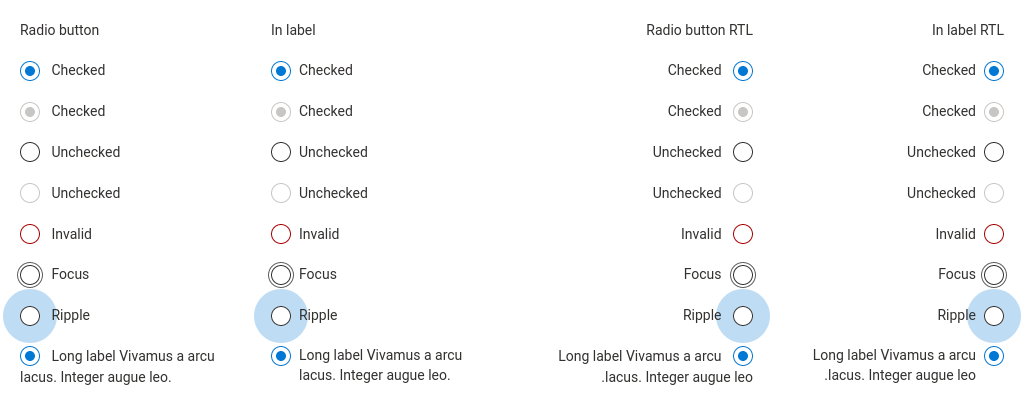 Radio button
Checked
Checked
Unchecked
Unchecked
Invalid
Focus
Ripple
Long label Vivamus a arcu
lacus. Integer augue leo.
In label
Checked
Checked
Unchecked
Unchecked
Invalid
Focus
Ripple
Long label Vivamus a arcu
lacus. Integer augue leo.
Radio button RTL
Checked
Checked
Unchecked
Unchecked
Invalid
Focus
Ripple
Long label Vivamus a arcu
.lacus. Integer augue leo
In label RTL
Checked
Checked
Unchecked
Unchecked
Invalid
Focus
Ripple
Long label Vivamus a arcu
.lacus. Integer augue leo